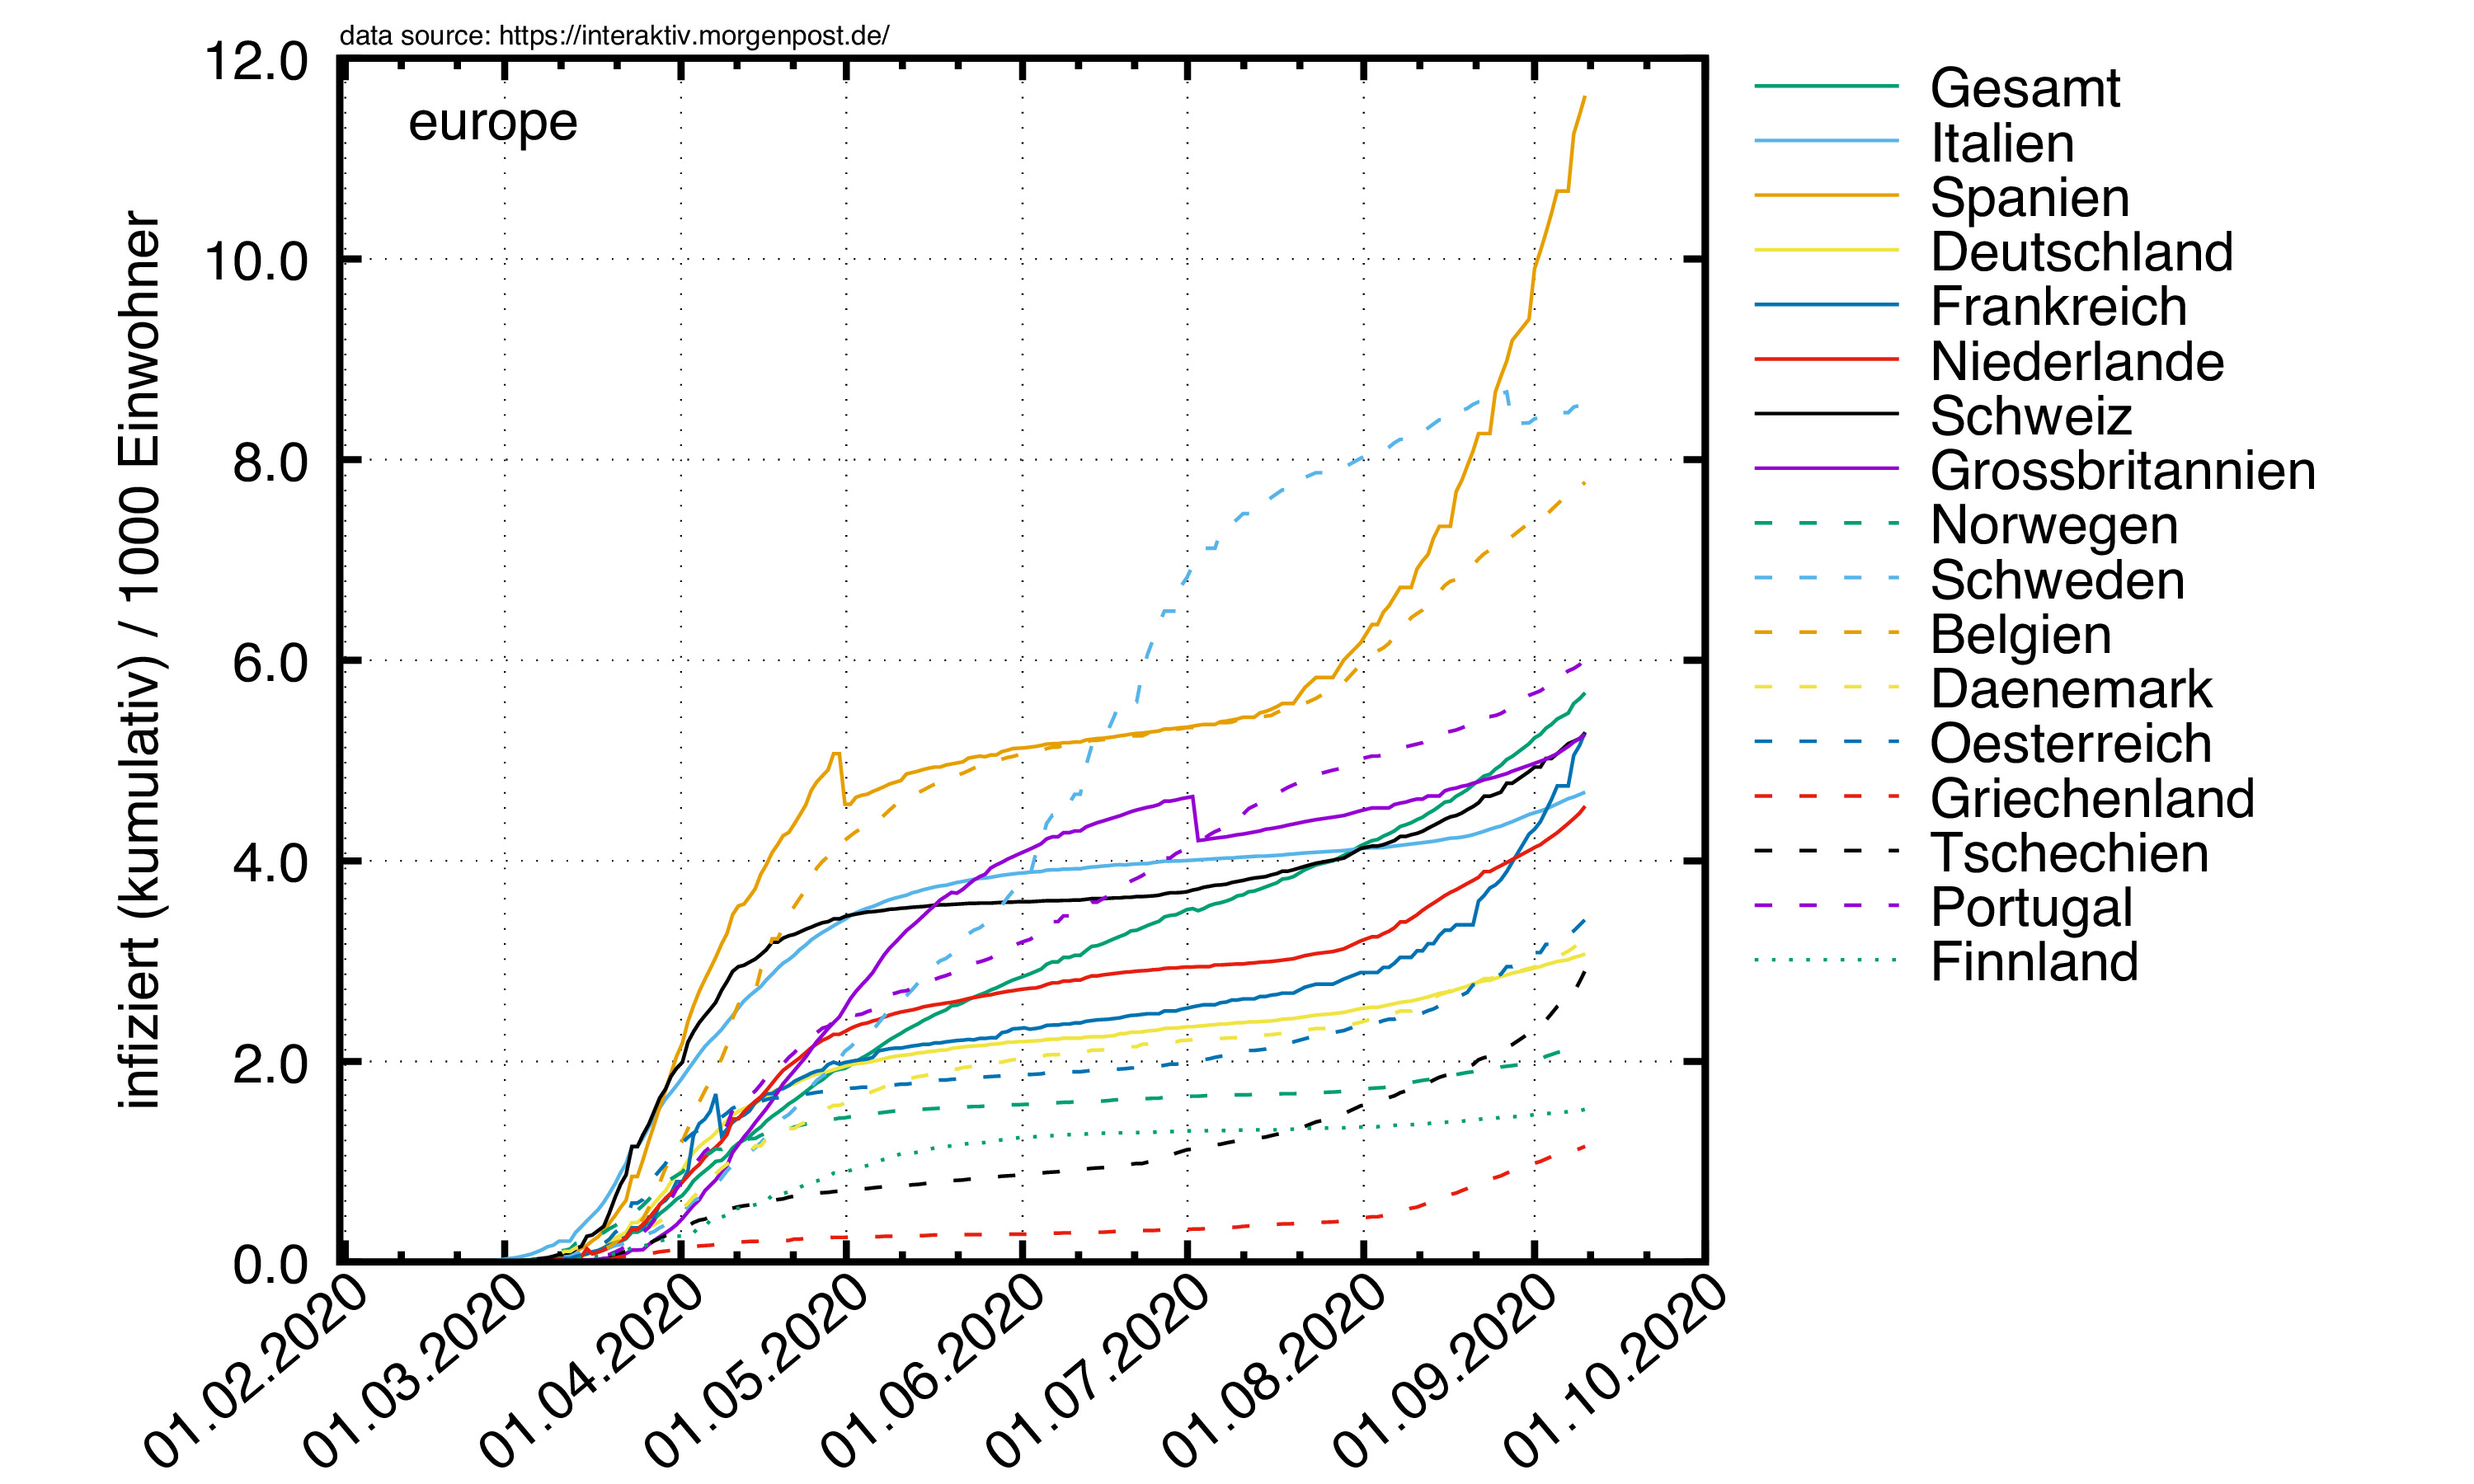 data source: https://interaktiv.morgenpost.de/
europe
infiziert (kumulativ) / 1000 Einwohner
12.0
10.0
8.0
6.0
4.0
2.0
0.0
01.02.2020
01.03.2020
01.04.2020
01.05.2020
01.06.2020
01.07.2020
01.08.2020
01.09.2020
01.10.2020
Gesamt
Italien
Spanien
Deutschland
Frankreich
Niederlande
Schweiz
Grossbritannien
Norwegen
Schweden
Belgien
Daenemark
Oesterreich
Griechenland
Tschechien
Portugal
Finnland